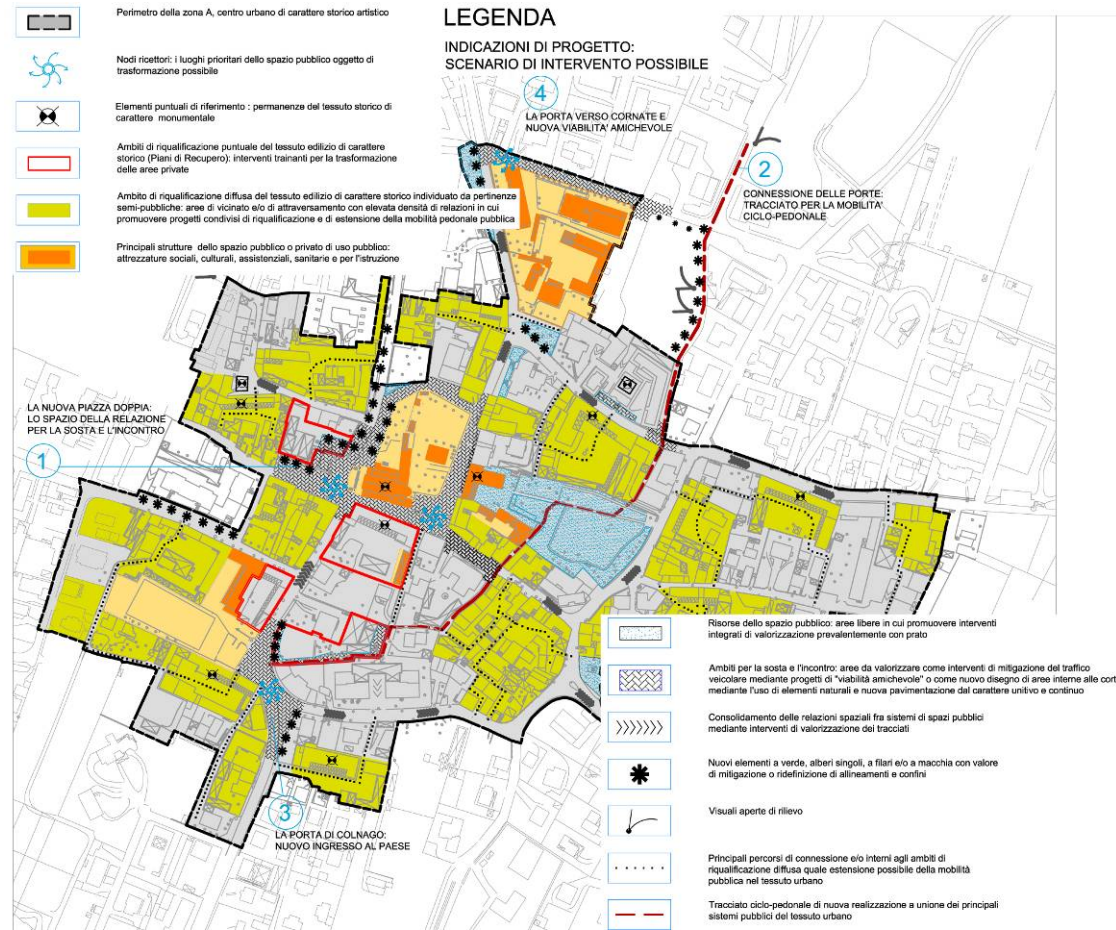 Perimetro della zona A, centro urbano di carattere storico artistico
Nodi ricettori: i luoghi prioritari dello spazio pubblico oggetto di
trasformazione possibile
Elementi puntuali di riferimento : permanenze del tessuto storico di
carattere monumentale
Ambiti di riqualificazione puntuale del tessuto edilizio di carattere
storico (Piani di Recupero): interventi trainanti per la trasformazione
delle aree private
Ambito di riqualificazione diffusa del tessuto edilizio di carattere storico individuato da pertinenze
semi-pubbliche: aree di vicinato e/o di attraversamento con elevata densità di relazioni in cui
promuovere progetti condivisi di riqualificazione e di estensione della mobilità pedonale pubblica
Principali strutture dello spazio pubblico o privato di uso pubblico:
attrezzature sociali, culturali, assistenziali, sanitarie e per l'istruzione
LEGENDA
INDICAZIONI DI PROGETTO:
SCENARIO DI INTERVENTO POSSIBILE
4
LA PORTA VERSO CORNATE E
NUOVA VIABILITA' AMICHEVOLE
2
CONNESSIONE DELLE PORTE:
TRACCIATO PER LA MOBILITA'
CICLO-PEDONALE
LA NUOVA PIAZZA DOPPIA:
LO SPAZIO DELLA RELAZIONE
PER LA SOSTA E L'INCONTRO
1
3
LA PORTA DI COLNAGO:
NUOVO INGRESSO AL PAESE
Risorse dello spazio pubblico: aree libere in cui promuovere interventi
integrati di valorizzazione prevalentemente con prato
Ambiti per la sosta e l'incontro: aree da valorizzare come interventi di mitigazione del traffico
veicolare mediante progetti di "viabilità amichevole" o come nuovo disegno di aree interne alle cort
mediante l'uso di elementi naturali e nuova pavimentazione dal carattere unitivo e continuo
Consolidamento delle relazioni spaziali fra sistemi di spazi pubblici
mediante interventi di valorizzazione dei tracciati
Nuovi elementi a verde, alberi singoli, a filari e/o a macchia con valore
di mitigazione o ridefinizione di allineamenti e confini
Visuali aperte di rilievo
Principali percorsi di connessione e/o interni agli ambiti di
riqualificazione diffusa quale estensione possibile della mobilità
pubblica nel tessuto urbano
Tracciato ciclo-pedonale di nuova realizzazione a unione dei principali
sistemi pubblici del tessuto urbano